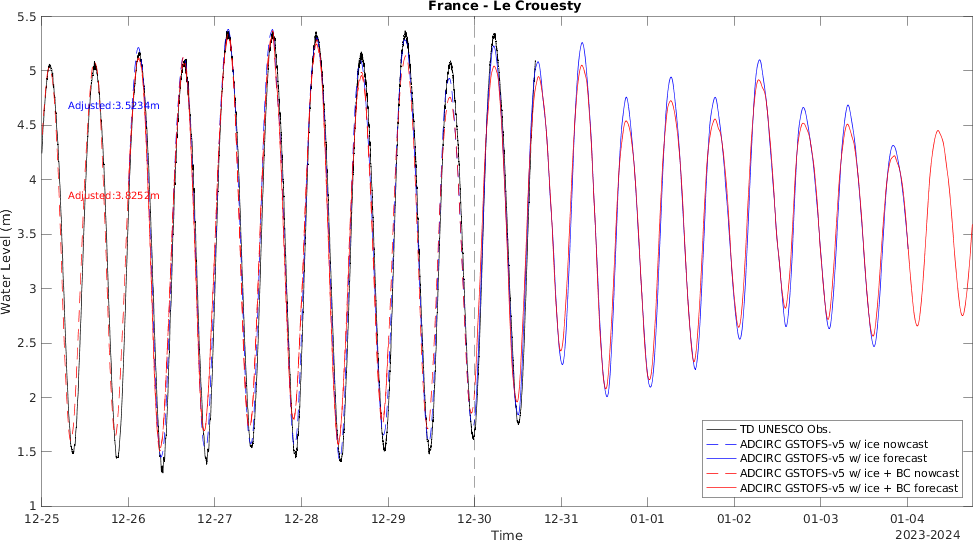 France - Le Crouesty
5.5
5
4.5
4
3.5
3
2.5
2
1.5
1
Water Level (m)
Adjusted:3.5234m
Adjusted:3.8252m
TD UNESCO Obs.
ADCIRC GSTOFS-v5 w/ ice nowcast
ADCIRC GSTOFS-v5 w/ ice forecast
ADCIRC GSTOFS-v5 w/ ice + BC nowcast
ADCIRC GSTOFS-v5 w/ ice + BC forecast
12-25 12-26 12-27 12-28 12-29 12-30 12-31 01-01 01-02 01-03 01-04
Time
2023-2024